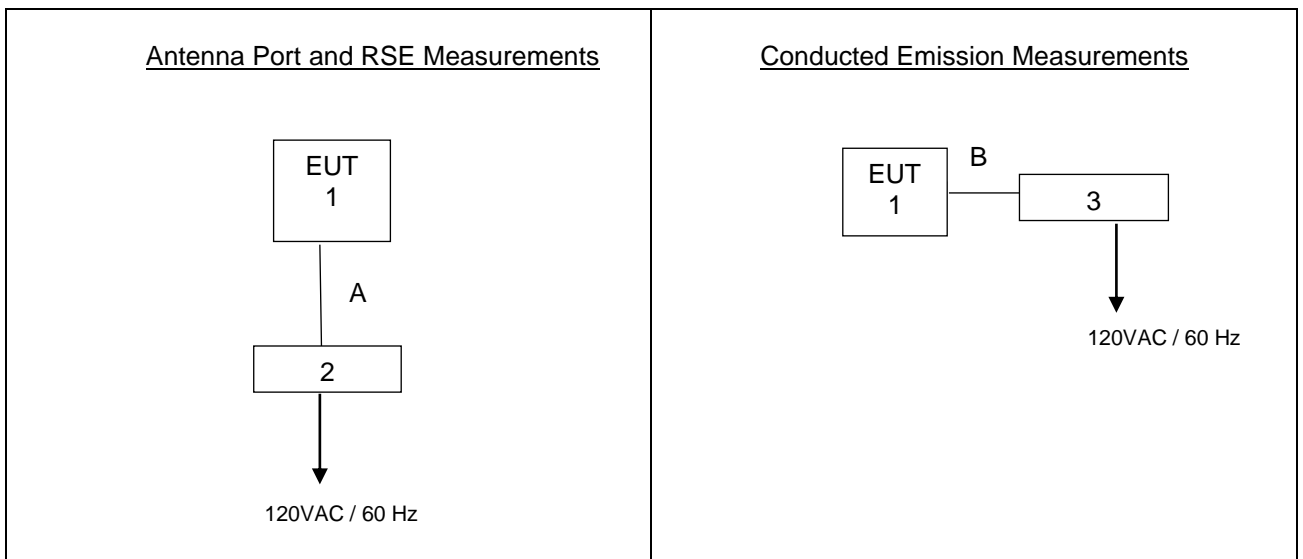 Antenna Port and RSE Measurements
EUT
1
A
2
120VAC / 60 Hz
Conducted Emission Measurements
EUT
1
B
3
120VAC / 60 Hz